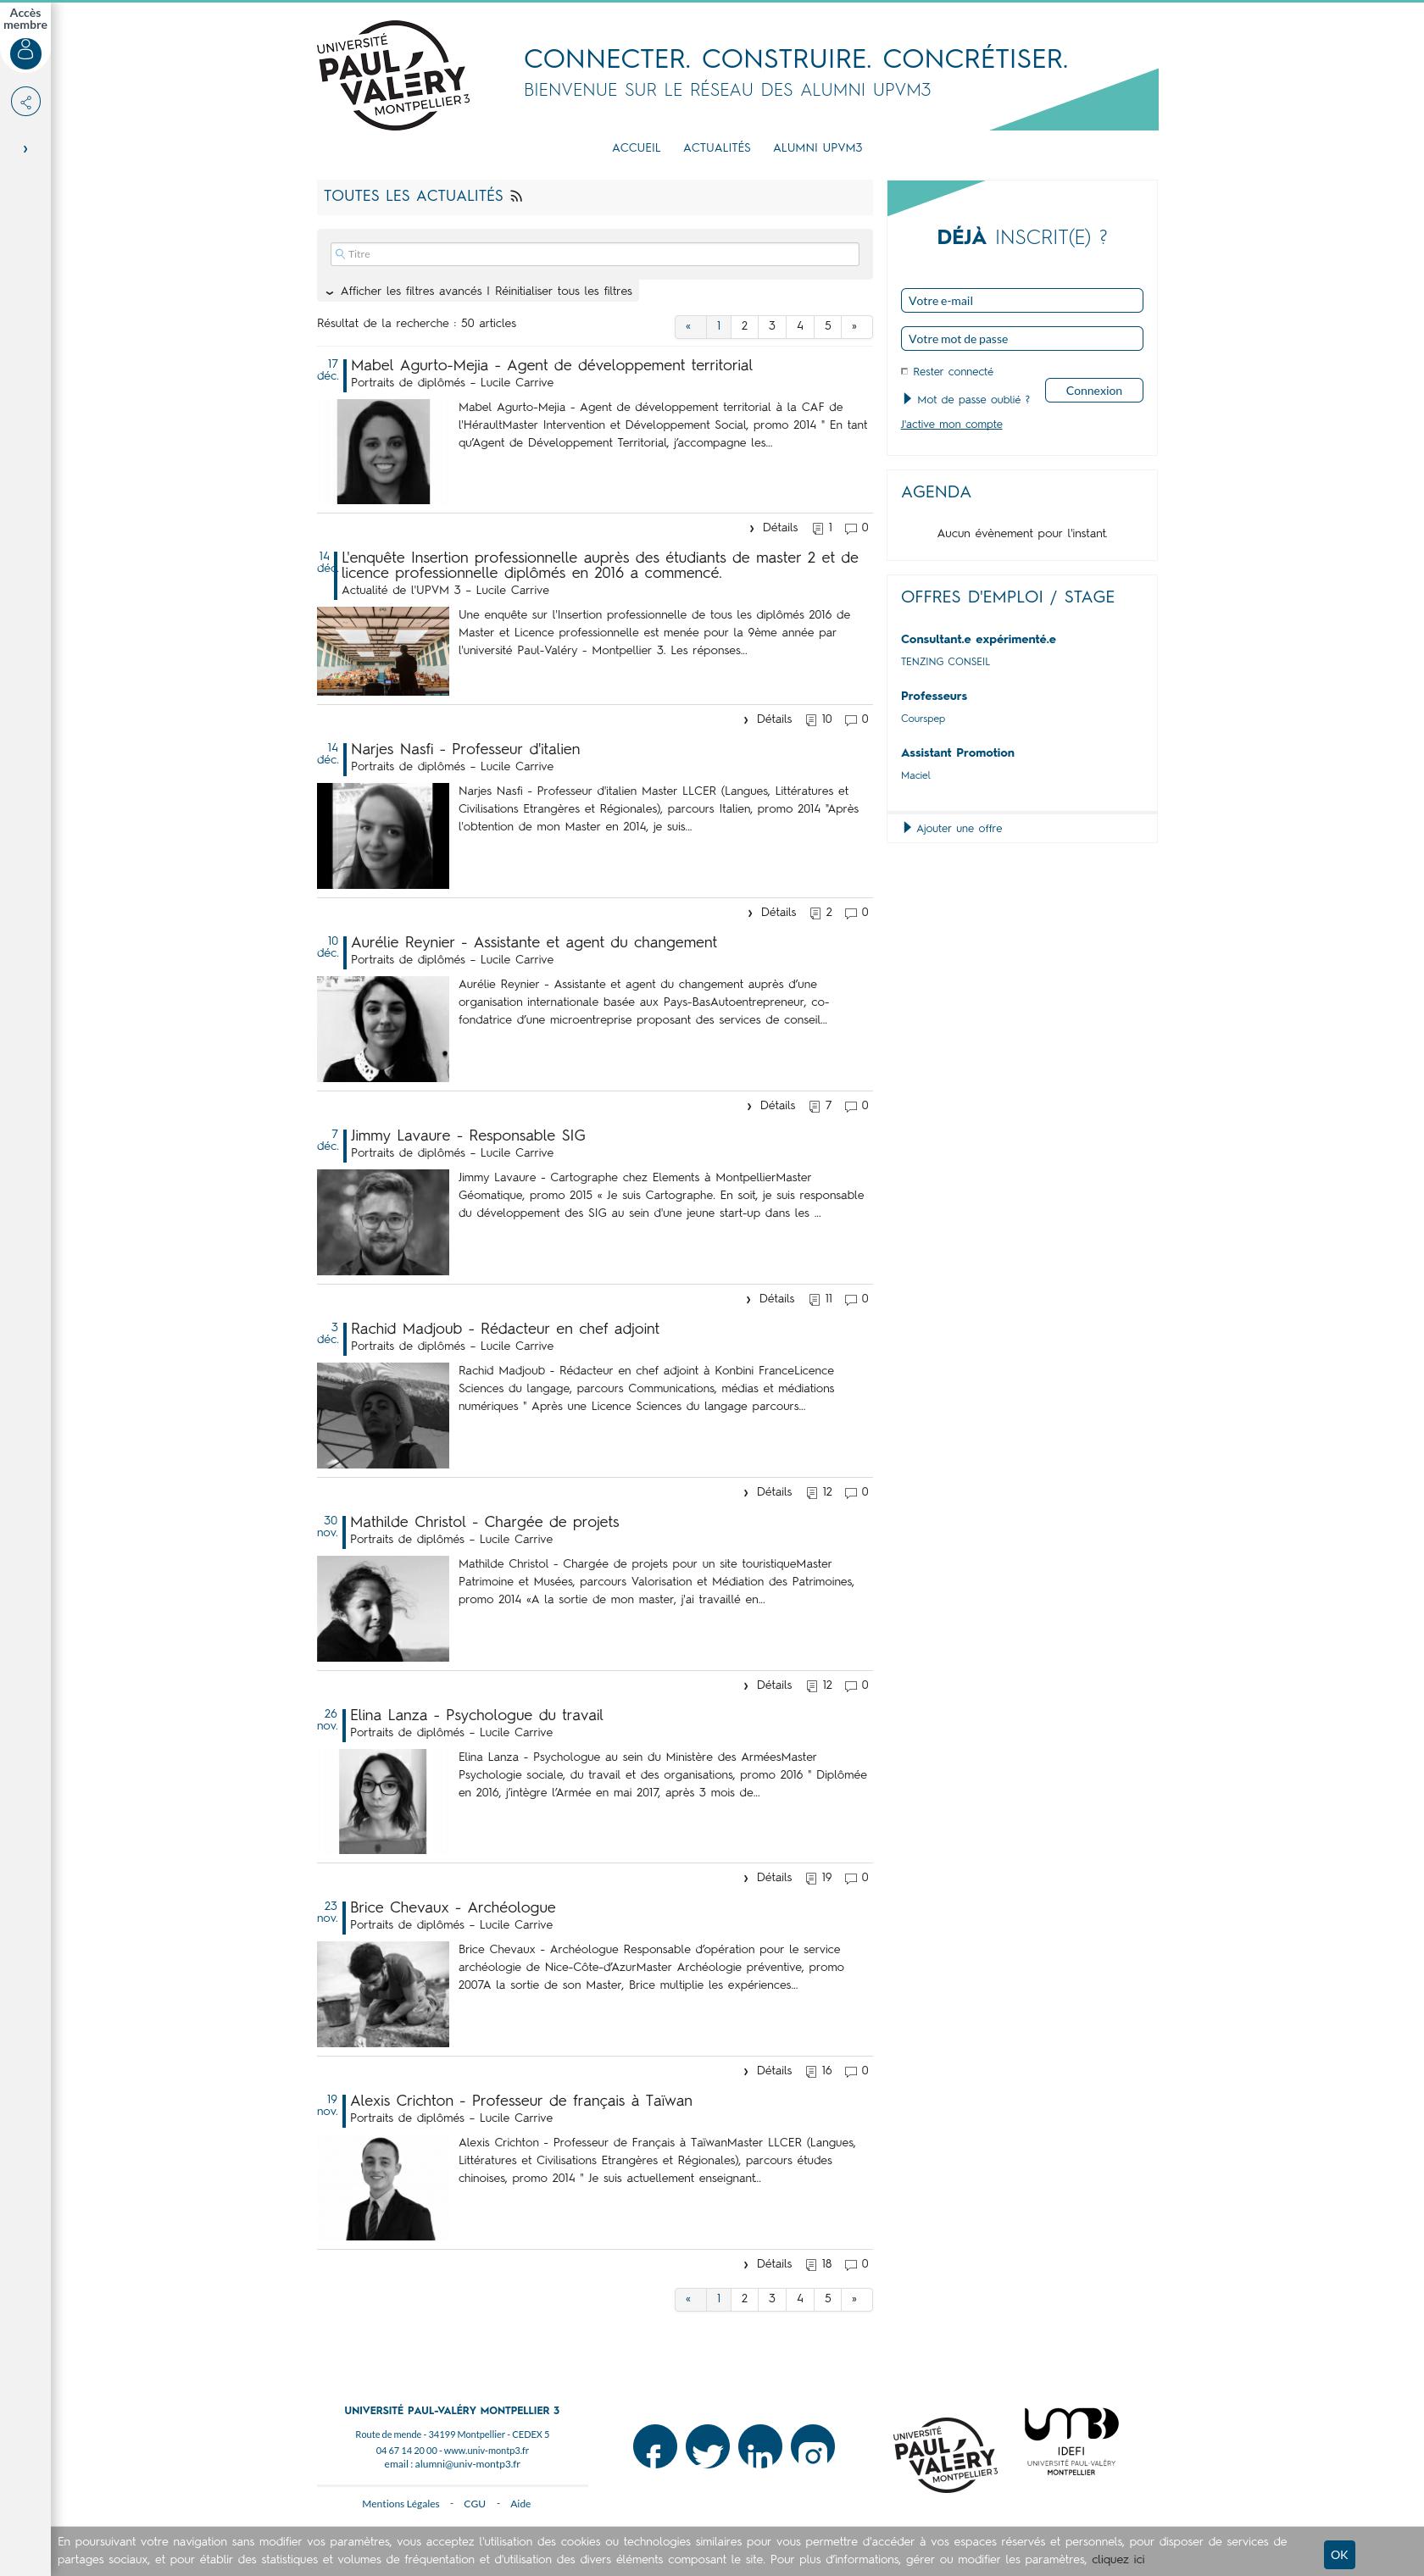 Accès
membre
UNIVERSITÉ
PAUL
VALÉRY
MONTPELLIER 3
CONNECTER. CONSTRUIRE. CONCRÉTISER.
BIENVENUE SUR LE RÉSEAU DES ALUMNI UPVM3
ACCUEIL ACTUALITÉS ALUMNI UPVM3
TOUTES LES ACTUALITÉS
Titre
Afficher les filtres avancés | Réinitialiser tous les filtres
Résultat de la recherche : 50 articles
« 1 2 3 4 5 »
17
déc.
Mabel Agurto-Mejia - Agent de développement territorial
Portraits de diplômés - Lucile Carrive
Mabel Agurto-Mejia - Agent de développement territorial à la CAF de
l'HéraultMaster Intervention et Développement Social, promo 2014 " En tant
qu’Agent de Développement Territorial, j’accompagne les...
Détails 1 0
14
déc.
L'enquête Insertion professionnelle auprès des étudiants de master 2 et de
licence professionnelle diplômés en 2016 a commencé.
Actualité de l'UPVM 3 - Lucile Carrive
Une enquête sur l'Insertion professionnelle de tous les diplômés 2016 de
Master et Licence professionnelle est menée pour la 9ème année par
l'université Paul-Valéry - Montpellier 3. Les réponses...
Détails 10 0
14
déc.
Narjes Nasfi - Professeur d'italien
Portraits de diplômés - Lucile Carrive
Narjes Nasfi - Professeur d'italien Master LLCER (Langues, Littératures et
Civilisations Etrangères et Régionales), parcours Italien, promo 2014 "Après
l'obtention de mon Master en 2014, je suis...
Détails 2 0
10
déc.
Aurélie Reynier - Assistante et agent du changement
Portraits de diplômés - Lucile Carrive
Aurélie Reynier - Assistante et agent du changement auprès d’une
organisation internationale basée aux Pays-BasAutoentrepreneur, co-
fondatrice d’une microentreprise proposant des services de conseil...
Détails 7 0
7
déc.
Jimmy Lavaure - Responsable SIG
Portraits de diplômés - Lucile Carrive
Jimmy Lavaure - Cartographe chez Elements à MontpellierMaster
Géomatique, promo 2015 « Je suis Cartographe. En soit, je suis responsable
du développement des SIG au sein d'une jeune start-up dans les ...
Détails 11 0
3
déc.
Rachid Madjoub - Rédacteur en chef adjoint
Portraits de diplômés - Lucile Carrive
Rachid Madjoub - Rédacteur en chef adjoint à Konbini FranceLicence
Sciences du langage, parcours Communications, médias et médiations
numériques " Après une Licence Sciences du langage parcours...
Détails 12 0
30
nov.
Mathilde Christol - Chargée de projets
Portraits de diplômés - Lucile Carrive
Mathilde Christol - Chargée de projets pour un site touristiqueMaster
Patrimoine et Musées, parcours Valorisation et Médiation des Patrimoines,
promo 2014 «A la sortie de mon master, j'ai travaillé en...
Détails 12 0
26
nov.
Elina Lanza - Psychologue du travail
Portraits de diplômés - Lucile Carrive
Elina Lanza - Psychologue au sein du Ministère des ArméesMaster
Psychologie sociale, du travail et des organisations, promo 2016 " Diplômée
en 2016, j’intègre l’Armée en mai 2017, après 3 mois de...
Détails 19 0
23
nov.
Brice Chevaux - Archéologue
Portraits de diplômés - Lucile Carrive
Brice Chevaux - Archéologue Responsable d’opération pour le service
archéologie de Nice-Côte-d’AzurMaster Archéologie préventive, promo
2007A la sortie de son Master, Brice multiplie les expériences...
Détails 16 0
19
nov.
Alexis Crichton - Professeur de français à Taïwan
Portraits de diplômés - Lucile Carrive
Alexis Crichton - Professeur de Français à TaïwanMaster LLCER (Langues,
Littératures et Civilisations Etrangères et Régionales), parcours études
chinoises, promo 2014 " Je suis actuellement enseignant...
Détails 18 0
« 1 2 3 4 5 »
DÉJÀ INSCRIT(E) ?
Votre e-mail
Votre mot de passe
Rester connecté
Mot de passe oublié ?
Connexion
J'active mon compte
AGENDA
Aucun évènement pour l'instant.
OFFRES D'EMPLOI / STAGE
Consultant.e expérimenté.e
TENZING CONSEIL
Professeurs
Courspep
Assistant Promotion
Maciel
Ajouter une offre
UNIVERSITÉ PAUL-VALÉRY MONTPELLIER 3
Route de mende - 34199 Montpellier - CEDEX 5
04 67 14 20 00 - www.univ-montp3.fr
email : alumni@univ-montp3.fr
Mentions Légales - CGU - Aide
UNIVERSITÉ
PAUL
VALÉRY
MONTPELLIER 3
UM3
IDEFI
UNIVERSITÉ PAUL-VALÉRY
MONTPELLIER
En poursuivant votre navigation sans modifier vos paramètres, vous acceptez l'utilisation des cookies ou technologies similaires pour vous permettre d'accéder à vos espaces réservés et personnels, pour disposer de services de
partages sociaux, et pour établir des statistiques et volumes de fréquentation et d'utilisation des divers éléments composant le site. Pour plus d’informations, gérer ou modifier les paramètres, cliquez ici
OK